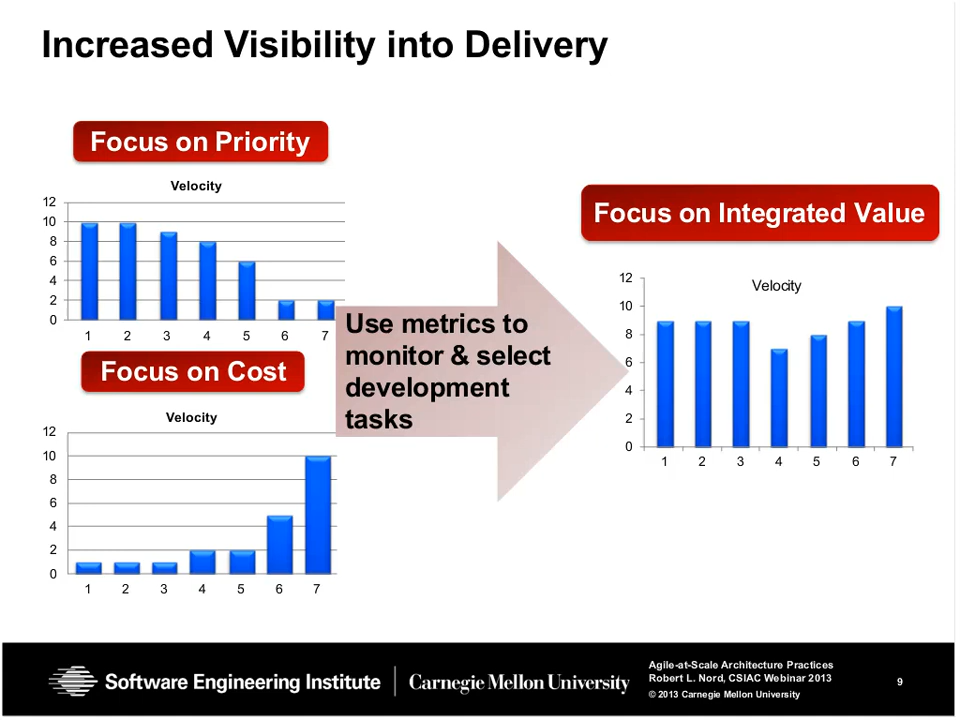 Increased Visibility into Delivery
Focus on Priority
Velocity
12
10
8
6
4
2
0
1 2 3 4 5 6 7
Focus on Cost
Velocity
12
10
8
6
4
2
0
1 2 3 4 5 6 7
Use metrics to
monitor & select
development
tasks
Focus on Integrated Value
Velocity
12
10
8
6
4
2
0
1 2 3 4 5 6 7
Software Engineering Institute
Carnegie Mellon University
Agile-at-Scale Architecture Practices
Robert L. Nord, CSIAC Webinar 2013
© 2013 Carnegie Mellon University
9